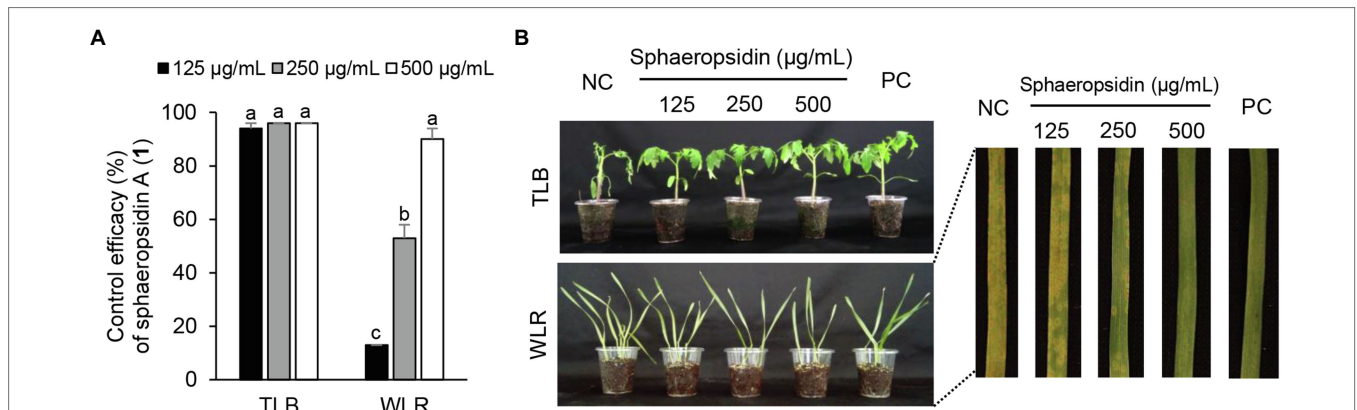 A
125 µg/mL 250 µg/mL 500 µg/mL
Control efficacy (%)
of sphaeropsidin A (1)
100
80
60
40
20
0
a a a
c b a
TLB WLR
B
Sphaeropsidin (µg/mL)
NC 125 250 500 PC
TLB
WLR
Sphaeropsidin (µg/mL)
NC 125 250 500 PC